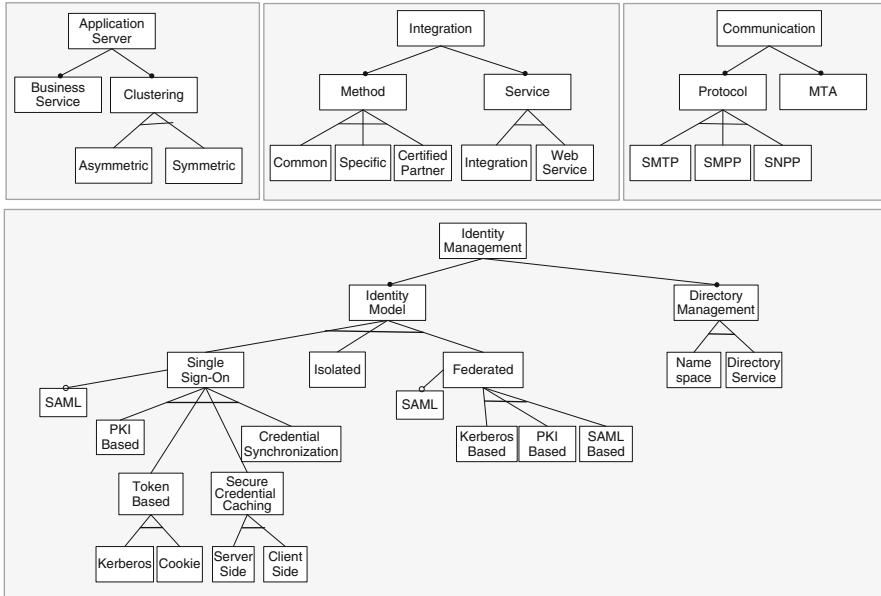 Application
Server
Business
Service
Clustering
Asymmetric
Symmetric
Integration
Method
Service
Common
Specific
Certified
Partner
Integration
Web
Service
Communication
Protocol
MTA
SMTP
SMPP
SNPP
Identity
Management
Identity
Model
Directory
Management
Single
Sign-On
Isolated
Federated
Name
space
Directory
Service
SAML
SAML
PKI
Based
Credential
Synchronization
Kerberos
Based
PKI
Based
SAML
Based
Token
Based
Secure
Credential
Caching
Kerberos
Cookie
Server
Side
Client
Side